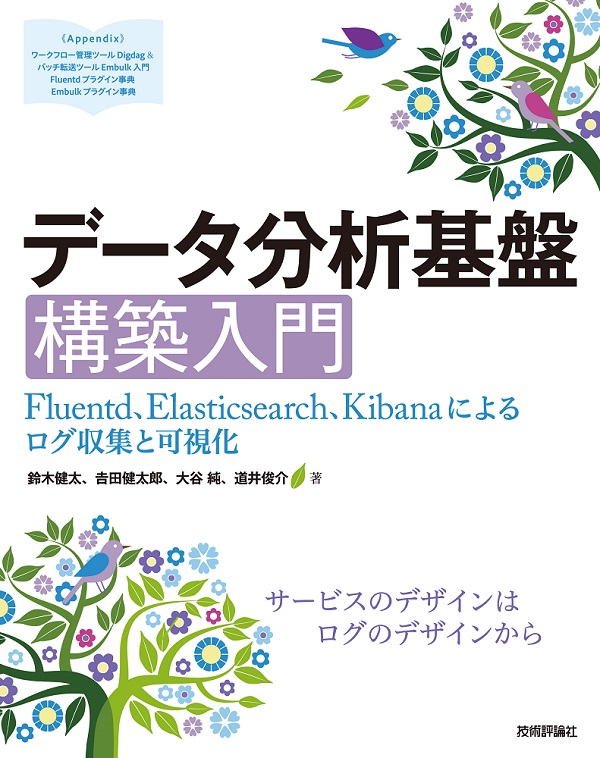 《Appendix》
ワークフロー管理ツール Digdag &
バッチ転送ツール Embulk 入門
Fluentd プラグイン事典
Embulk プラグイン事典
データ分析基盤
構築入門
Fluentd、Elasticsearch、Kibanaによる
ログ収集と可視化
鈴木健太、𠮷田健太郎、大谷 純、道井俊介 著
サービスのデザインは
ログのデザインから
技術評論社